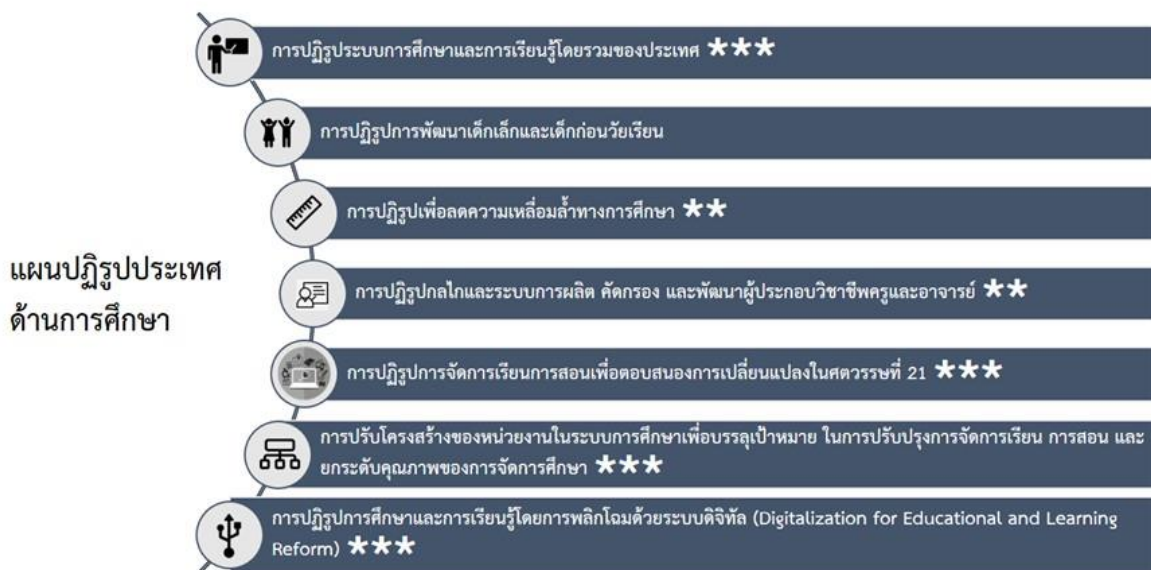 แผนปฏิรูปประเทศ
ด้านการศึกษา
การปฏิรูประบบการศึกษาและการเรียนรู้โดยรวมของประเทศ ★★★
การปฏิรูปการพัฒนาเด็กเล็กและเด็กก่อนวัยเรียน
การปฏิรูปเพื่อลดความเหลื่อมล้ำทางการศึกษา ★★
การปฏิรูปกลไกและระบบการผลิต คัดกรอง และพัฒนาผู้ประกอบวิชาชีพครูและอาจารย์ ★★
การปฏิรูปการจัดการเรียนการสอนเพื่อตอบสนองการเปลี่ยนแปลงในศตวรรษที่ 21 ★★★
การปรับโครงสร้างของหน่วยงานในระบบการศึกษาเพื่อบรรลุเป้าหมาย ในการปรับปรุงการจัดการเรียน การสอน และ
ยกระดับคุณภาพของการจัดการศึกษา ★★★
การปฏิรูปการศึกษาและการเรียนรู้โดยการพลิกโฉมด้วยระบบดิจิทัล (Digitalization for Educational and Learning
Reform) ★★★